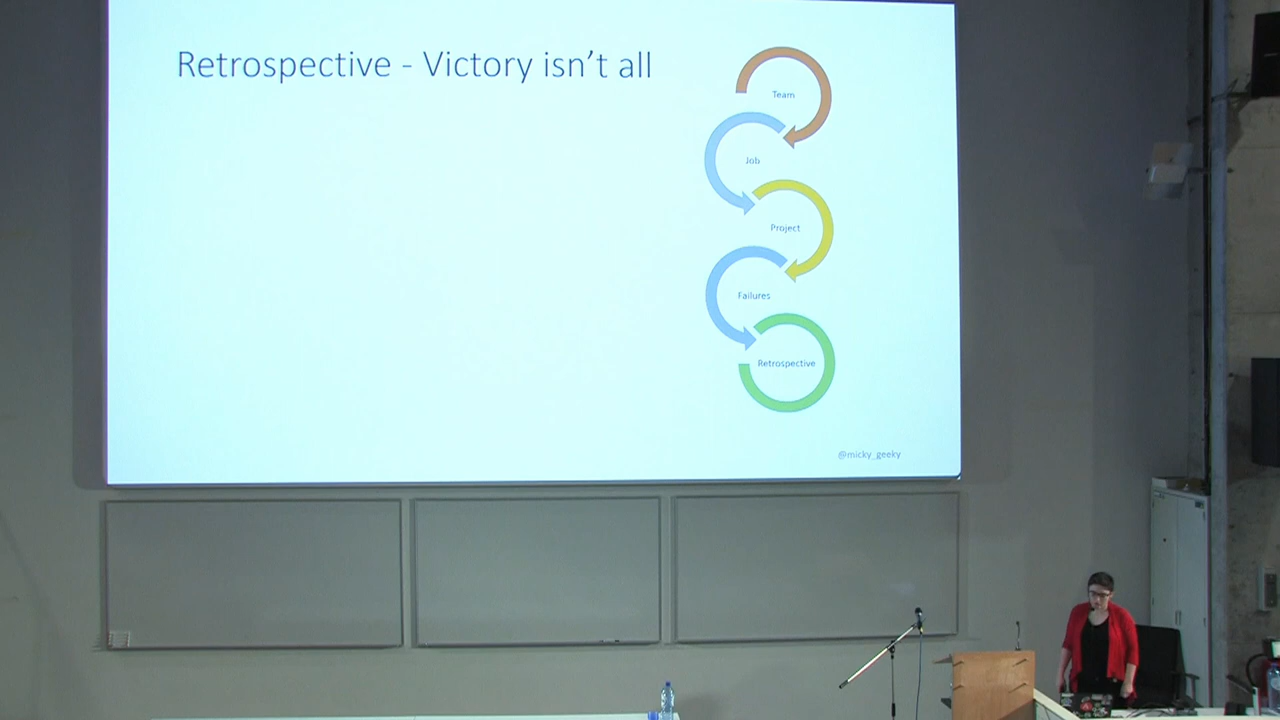 Retrospective - Victory isn't all
Team
Job
Project
Failures
Retrospective
@micky_geeky